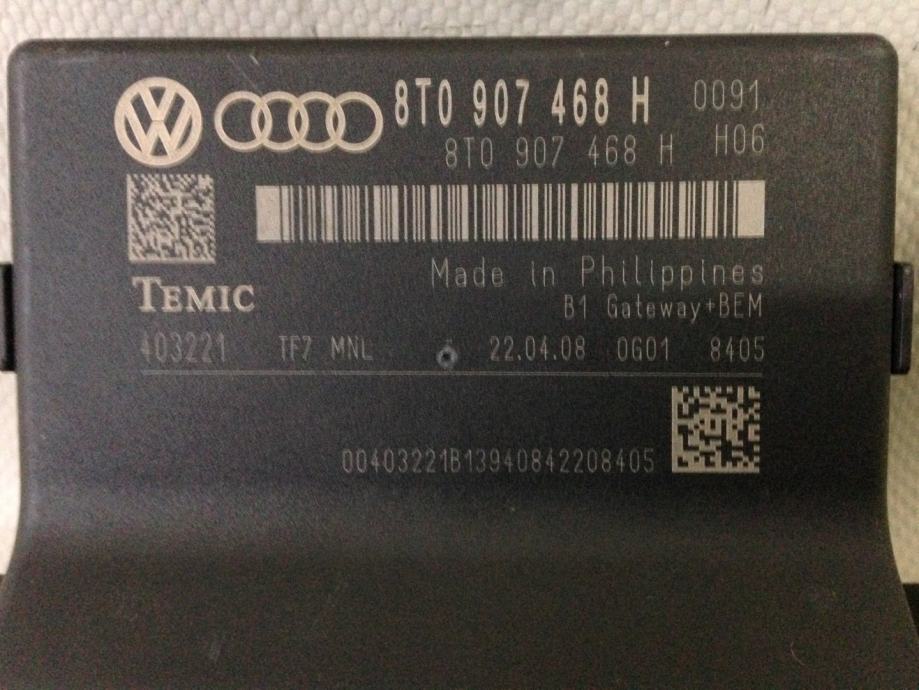 8T0 907 468 H 0091
8T0 907 468 H H06
Made in Philippines
TEMIC
B1 Gateway+BEM
403221 TF7 MNL 22.04.08 0G01 8405
00403221B13940842208405